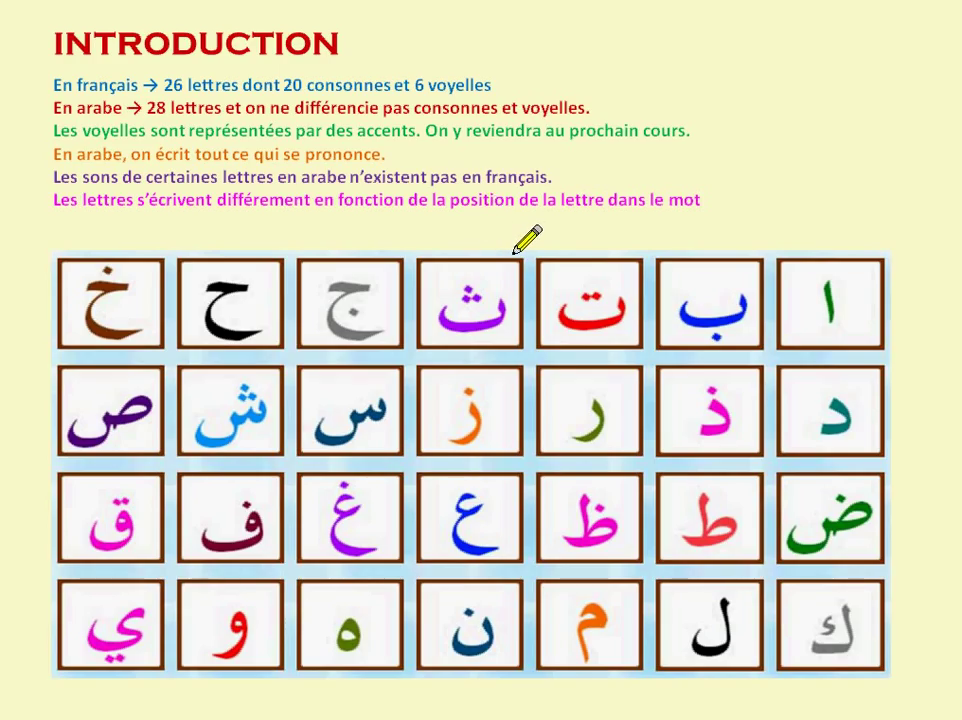 INTRODUCTION
En français → 26 lettres dont 20 consonnes et 6 voyelles
En arabe → 28 lettres et on ne différencie pas consonnes et voyelles.
Les voyelles sont représentées par des accents. On y reviendra au prochain cours.
En arabe, on écrit tout ce qui se prononce.
Les sons de certaines lettres en arabe n’existent pas en français.
Les lettres s’écrivent différement en fonction de la position de la lettre dans le mot
ا ب ت ث ج ح خ
د ذ ر ز س ش ص
ض ط ظ ع غ ف ق
ك ل م ن ه و ي